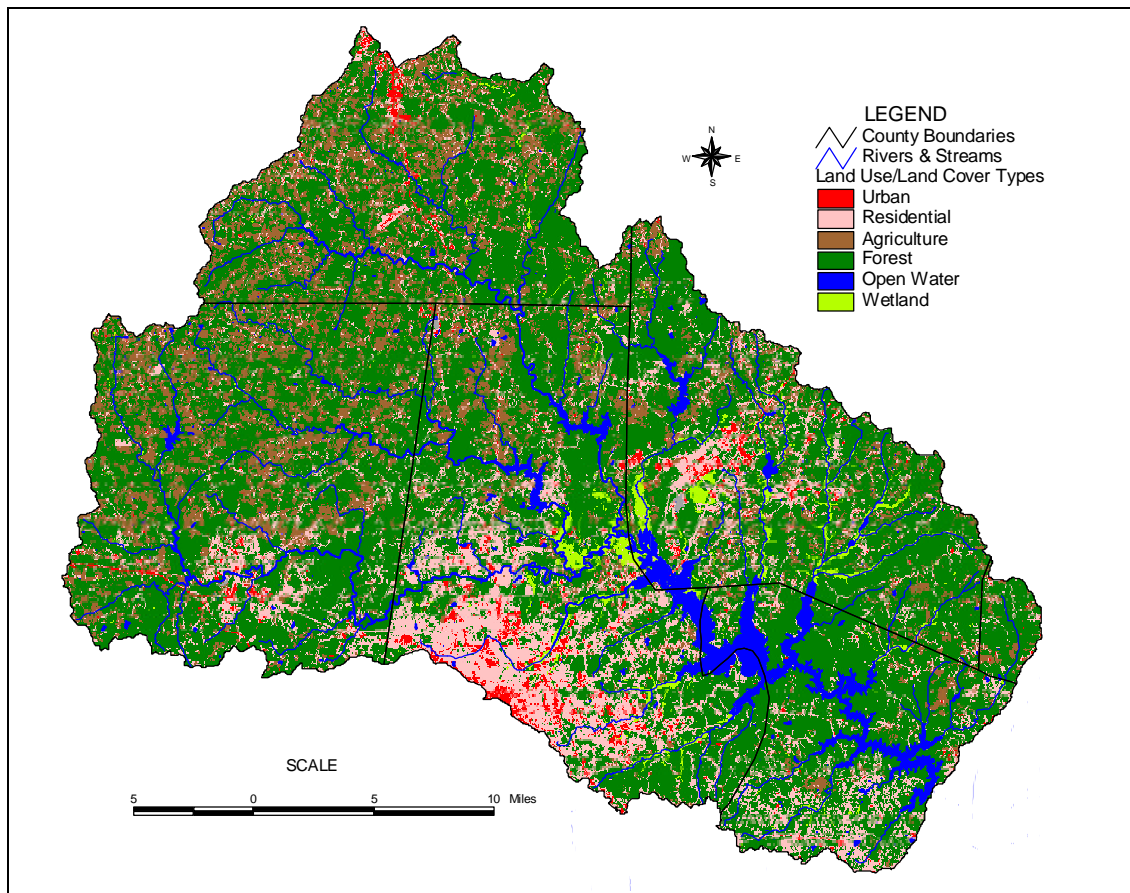 N
W E
S
LEGEND
County Boundaries
Rivers & Streams
Land Use/Land Cover Types
Urban
Residential
Agriculture
Forest
Open Water
Wetland
SCALE
5 0 5 10 Miles